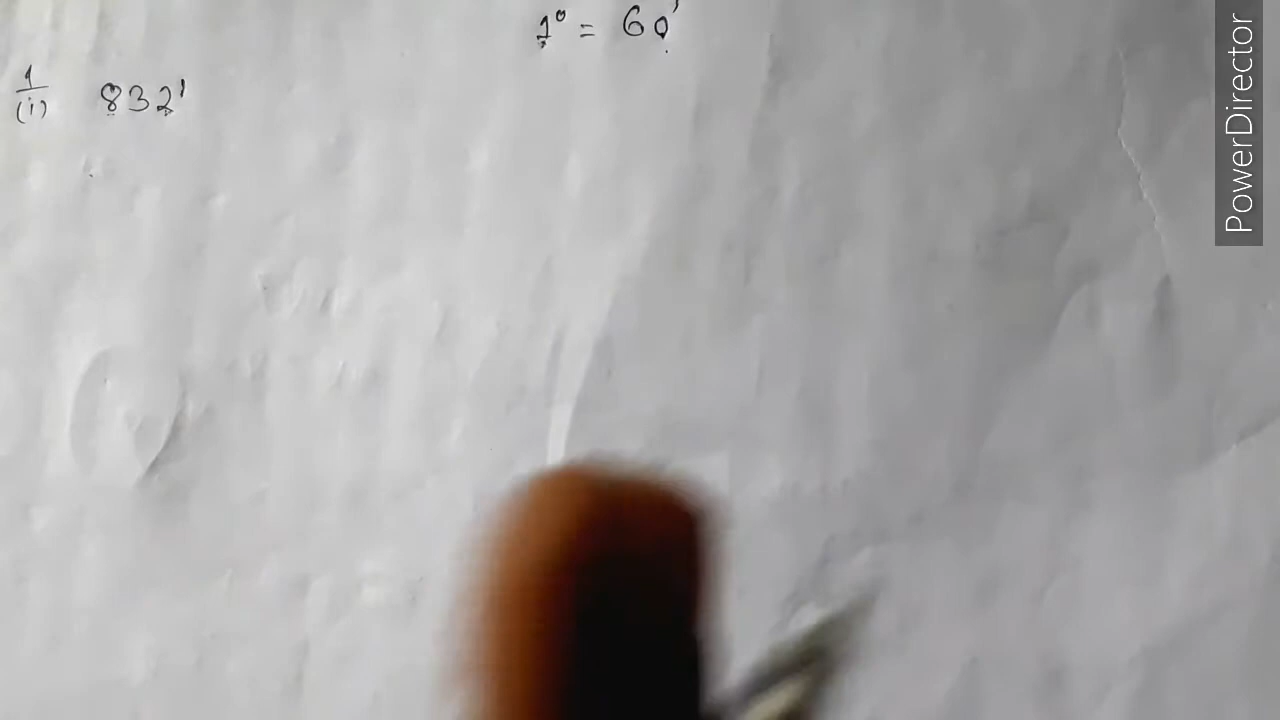 1° = 60'
1
(i) 832'
PowerDirector